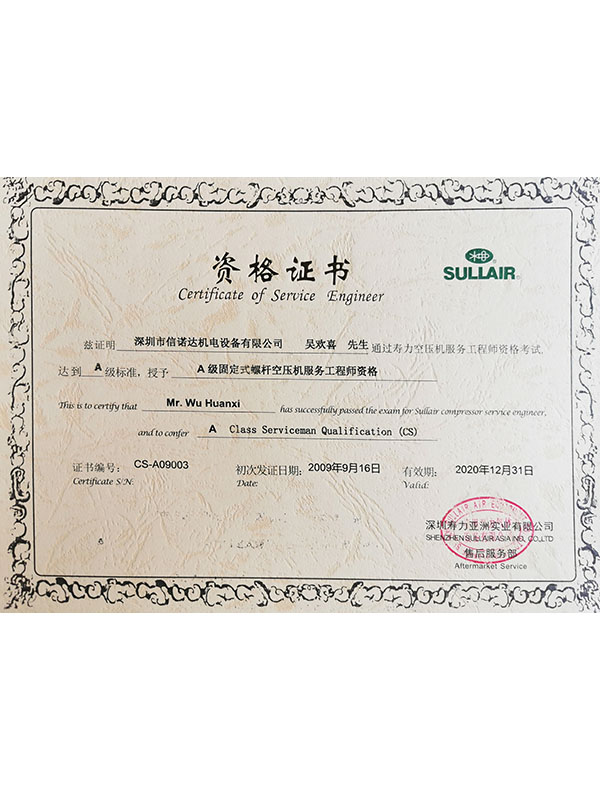 资格证书
SULLAIR®
Certificate of Service Engineer
兹证明 深圳市信诺达机电设备有限公司 吴欢喜 先生 通过寿力空压机服务工程师资格考试.
达到 A 级标准，授予 A 级固定式螺杆空压机服务工程师资格
This is to certify that Mr. Wu Huanxi has successfully passed the exam for Sullair compressor service engineer,
and to confer A Class Serviceman Qualification (CS)
证书编号： CS-A09003 初次发证日期： 2009年9月16日 有效期： 2020年12月31日
Certificate S/N: Date: Valid:
深圳寿力亚洲实业有限公司
SHENZHEN SULLAIR ASIA IND. CO.,LTD
售后服务部
Aftermarket Service